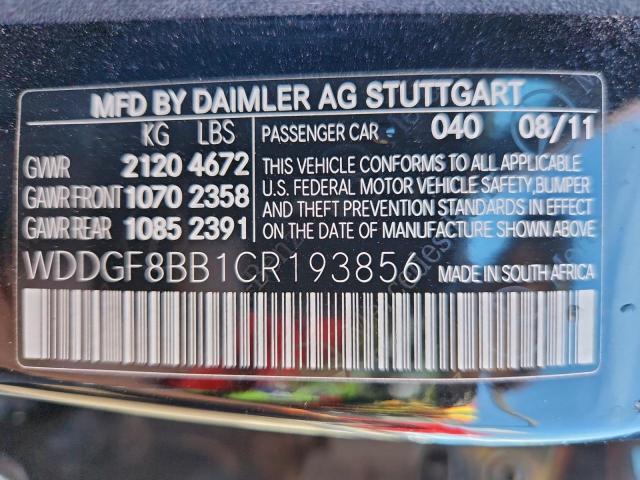 MFD BY DAIMLER AG STUTTGART
KG LBS PASSENGER CAR - 040 08/11
GVWR 2120 4672 THIS VEHICLE CONFORMS TO ALL APPLICABLE
GAWR FRONT 1070 2358 U.S. FEDERAL MOTOR VEHICLE SAFETY,BUMPER
GAWR REAR 1085 2391 AND THEFT PREVENTION STANDARDS IN EFFECT
ON THE DATE OF MANUFACTURE SHOWN ABOVE
WDDGF8BB1CR193856 MADE IN SOUTH AFRICA